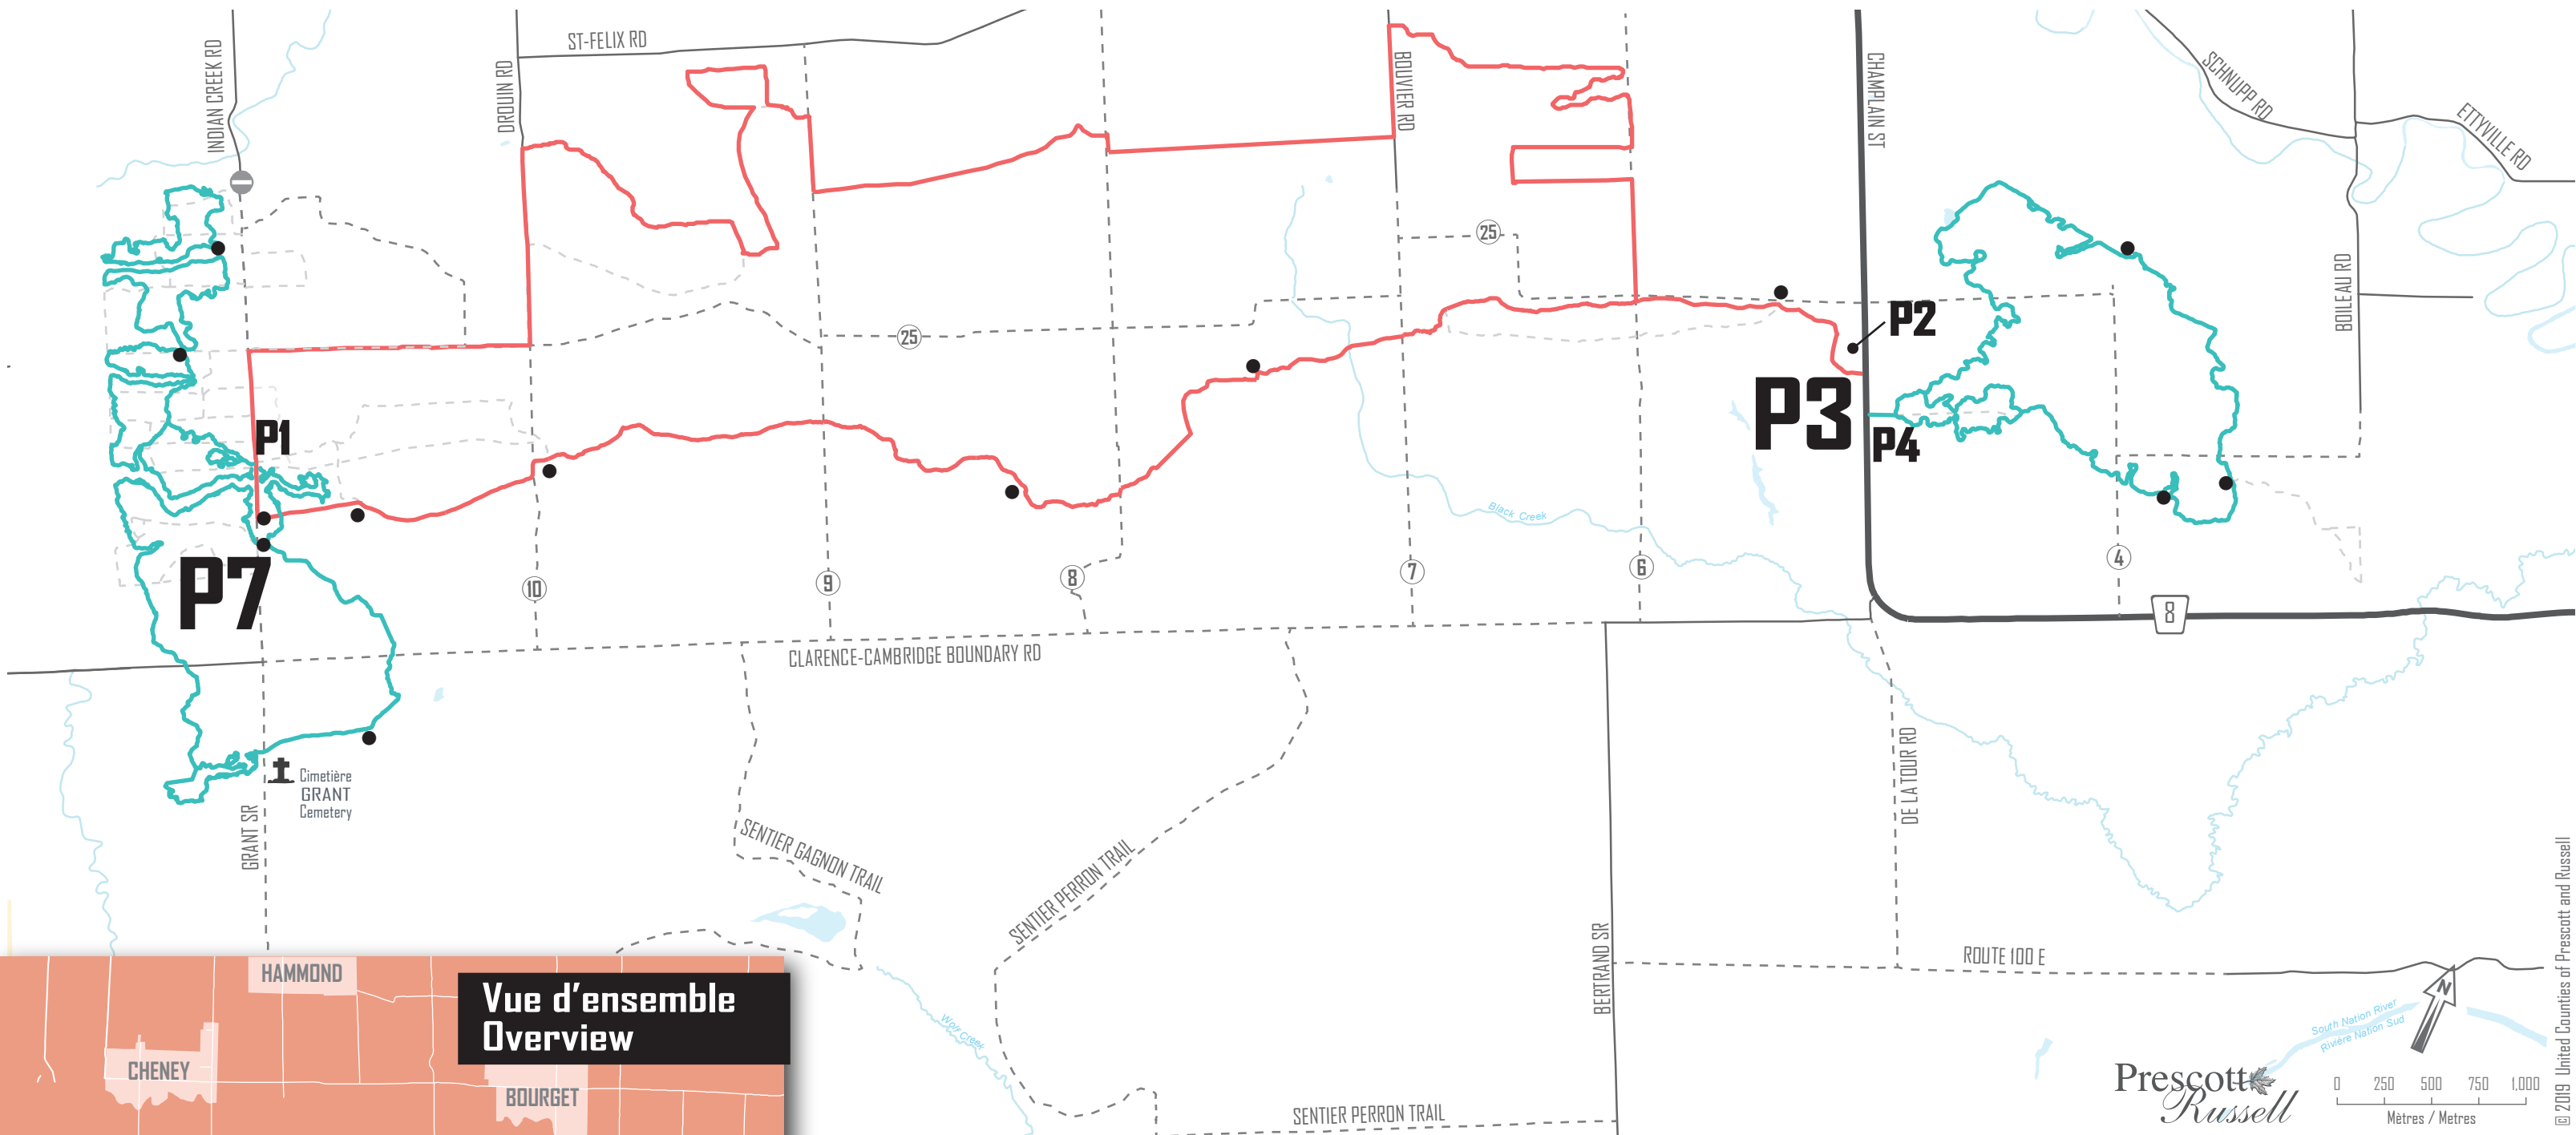 INDIAN CREEK RD
DROUIN RD
ST-FELIX RD
BOUVIER RD
CHAMPLAIN ST
SCHNUPP RD
ETTYVILLE RD
BOILEAU RD
25
25
P2
P3
P4
P1
P7
Black Creek
10
9
8
7
6
4
8
CLARENCE-CAMBRIDGE BOUNDARY RD
Cimetière
GRANT
Cemetery
GRANT SR
SENTIER GAGNON TRAIL
SENTIER PERRON TRAIL
DE LA TOUR RD
BERTRAND SR
ROUTE 100 E
HAMMOND
CHENEY
BOURGET
Vue d'ensemble
Overview
Weir Creek
SENTIER PERRON TRAIL
South Nation River
Rivière Nation Sud
N
Prescott
Russell
0 250 500 750 1,000
Mètres / Metres
© 2019 United Counties of Prescott and Russell